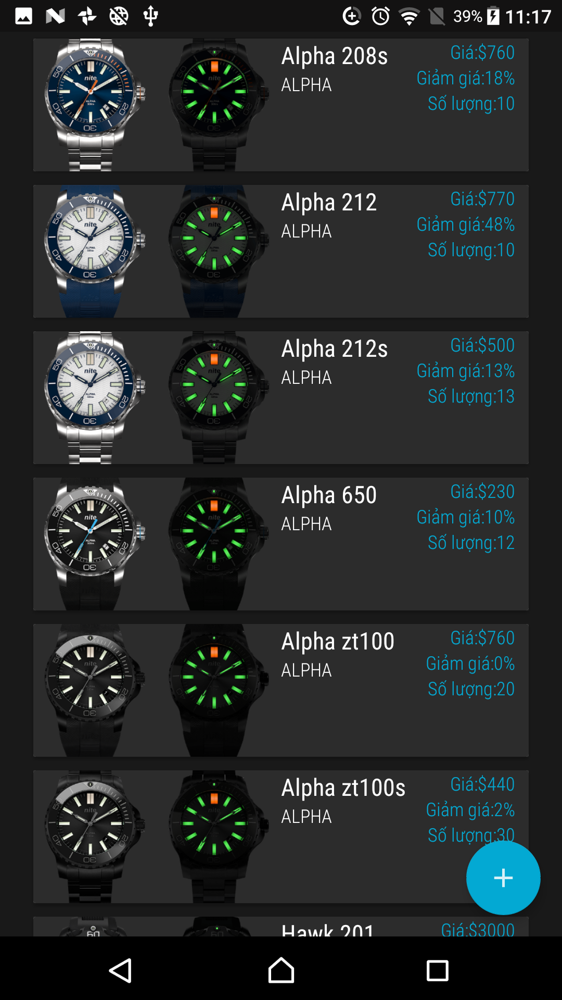 39% 11:17
Alpha 208s
ALPHA
Giá:$760
Giảm giá:18%
Số lượng:10
Alpha 212
ALPHA
Giá:$770
Giảm giá:48%
Số lượng:10
Alpha 212s
ALPHA
Giá:$500
Giảm giá:13%
Số lượng:13
Alpha 650
ALPHA
Giá:$230
Giảm giá:10%
Số lượng:12
Alpha zt100
ALPHA
Giá:$760
Giảm giá:0%
Số lượng:20
Alpha zt100s
ALPHA
Giá:$440
Giảm giá:2%
Số lượng:30
Hawk 201
Giá:$3000